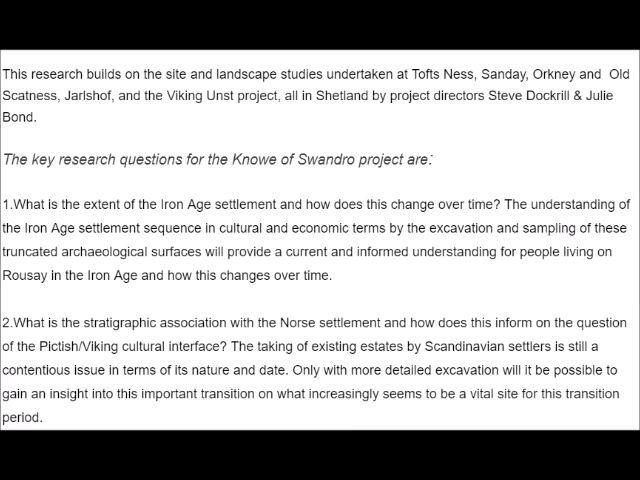 This research builds on the site and landscape studies undertaken at Tofts Ness, Sanday, Orkney and  Old
Scatness, Jarlshof, and the Viking Unst project, all in Shetland by project directors Steve Dockrill & Julie
Bond.
The key research questions for the Knowe of Swandro project are:
1.What is the extent of the Iron Age settlement and how does this change over time? The understanding of
the Iron Age settlement sequence in cultural and economic terms by the excavation and sampling of these
truncated archaeological surfaces will provide a current and informed understanding for people living on
Rousay in the Iron Age and how this changes over time.
2.What is the stratigraphic association with the Norse settlement and how does this inform on the question
of the Pictish/Viking cultural interface? The taking of existing estates by Scandinavian settlers is still a
contentious issue in terms of its nature and date. Only with more detailed excavation will it be possible to
gain an insight into this important transition on what increasingly seems to be a vital site for this transition
period.